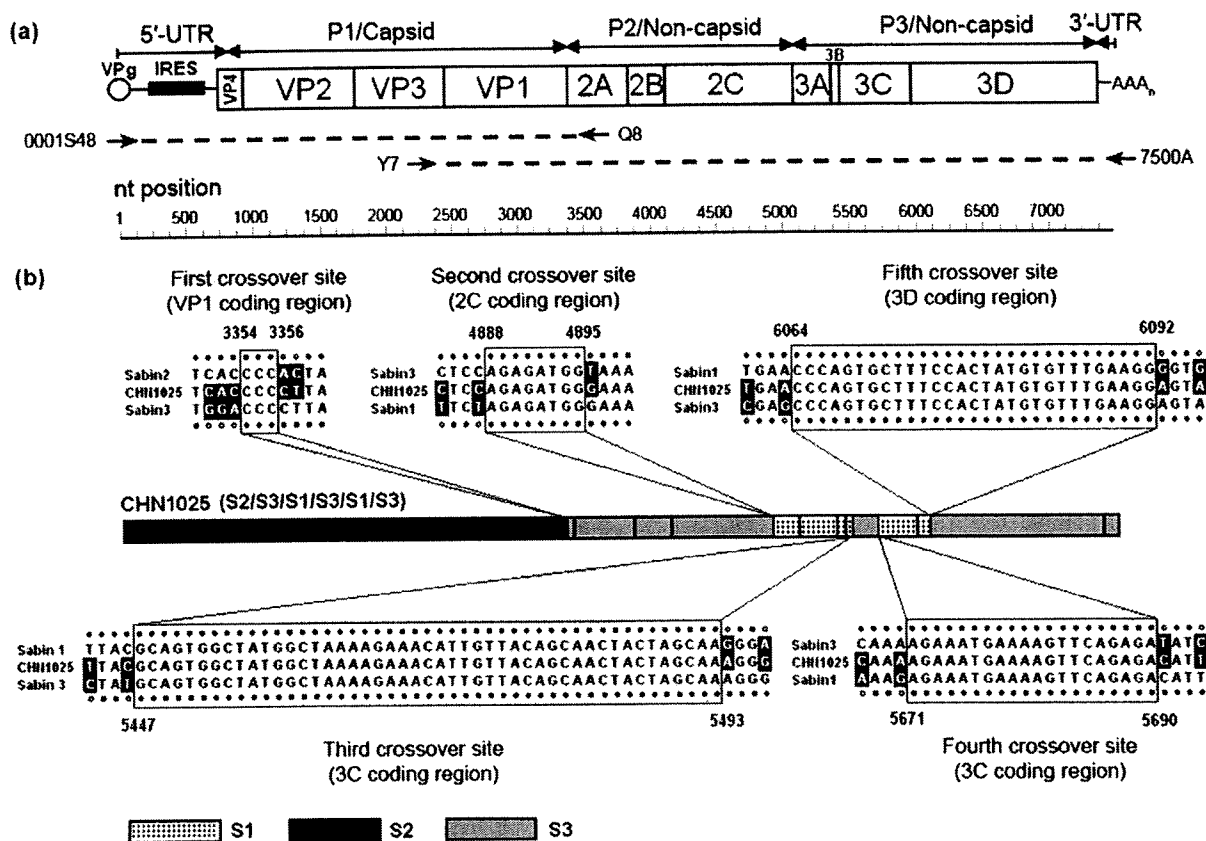 (a)
5'-UTR P1/Capsid P2/Non-capsid P3/Non-capsid 3'-UTR
VPg IRES 3B
VP4 VP2 VP3 VP1 2A 2B 2C 3A 3C 3D AAAn
0001S48 Q8
Y7 7500A
nt position
1 500 1000 1500 2000 2500 3000 3500 4000 4500 5000 5500 6000 6500 7000
(b)
First crossover site
(VP1 coding region)
3354 3356
Sabin2 TCACCCCAGTA
CHN1025 TCACCCCCTTA
Sabin3 TGGACCCCTTA
Second crossover site
(2C coding region)
4888 4895
Sabin3 CTCCAGAGATGGTAAA
CHN1025 CTCCAGAGATGGGAAA
Sabin1 TTCTAGAGATGGGAAA
Fifth crossover site
(3D coding region)
6064 6092
Sabin1 TGAACCCAGTGCTTTCCACTATGTGTTTGAAGGGGTG
CHN1025 TGAACCCAGTGCTTTCCACTATGTGTTTGAAGGAGTA
Sabin3 CGAGCCCAGTGCTTTCCACTATGTGTTTGAAGGAGTA
CHN1025 (S2/S3/S1/S3/S1/S3)
Sabin 1 TTACGCAGTGGCTATGGCTAAAAGAAACATTGTTACAGCAACTACTAGCAAGGGA
CHN1025 TTACGCAGTGGCTATGGCTAAAAGAAACATTGTTACAGCAACTACTAGCAAAGGG
Sabin 3 CTATGCAGTGGCTATGGCTAAAAGAAACATTGTTACAGCAACTACTAGCAAAGGG
5447 5493
Third crossover site
(3C coding region)
Sabin3 CAAAAGAAATGAAAAGTTCAGAGATATC
CHN1025 CAAAAGAAATGAAAAGTTCAGAGACATT
Sabin1 AAAGAGAAATGAAAAGTTCAGAGACATT
5671 5690
Fourth crossover site
(3C coding region)
S1 S2 S3